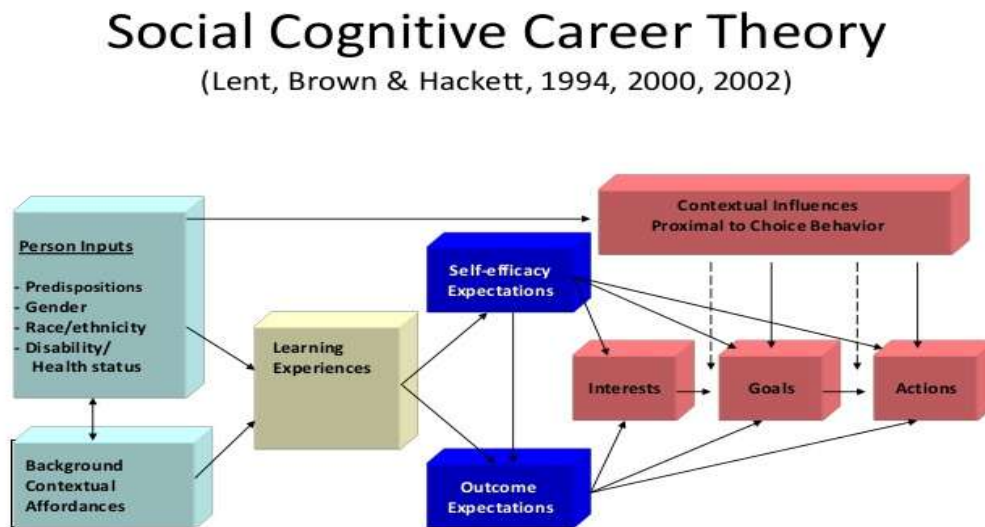 Social Cognitive Career Theory
(Lent, Brown & Hackett, 1994, 2000, 2002)
Person Inputs
- Predispositions
- Gender
- Race/ethnicity
- Disability/
Health status
Background
Contextual
Affordances
Learning
Experiences
Self-efficacy
Expectations
Outcome
Expectations
Contextual Influences
Proximal to Choice Behavior
Interests
Goals
Actions